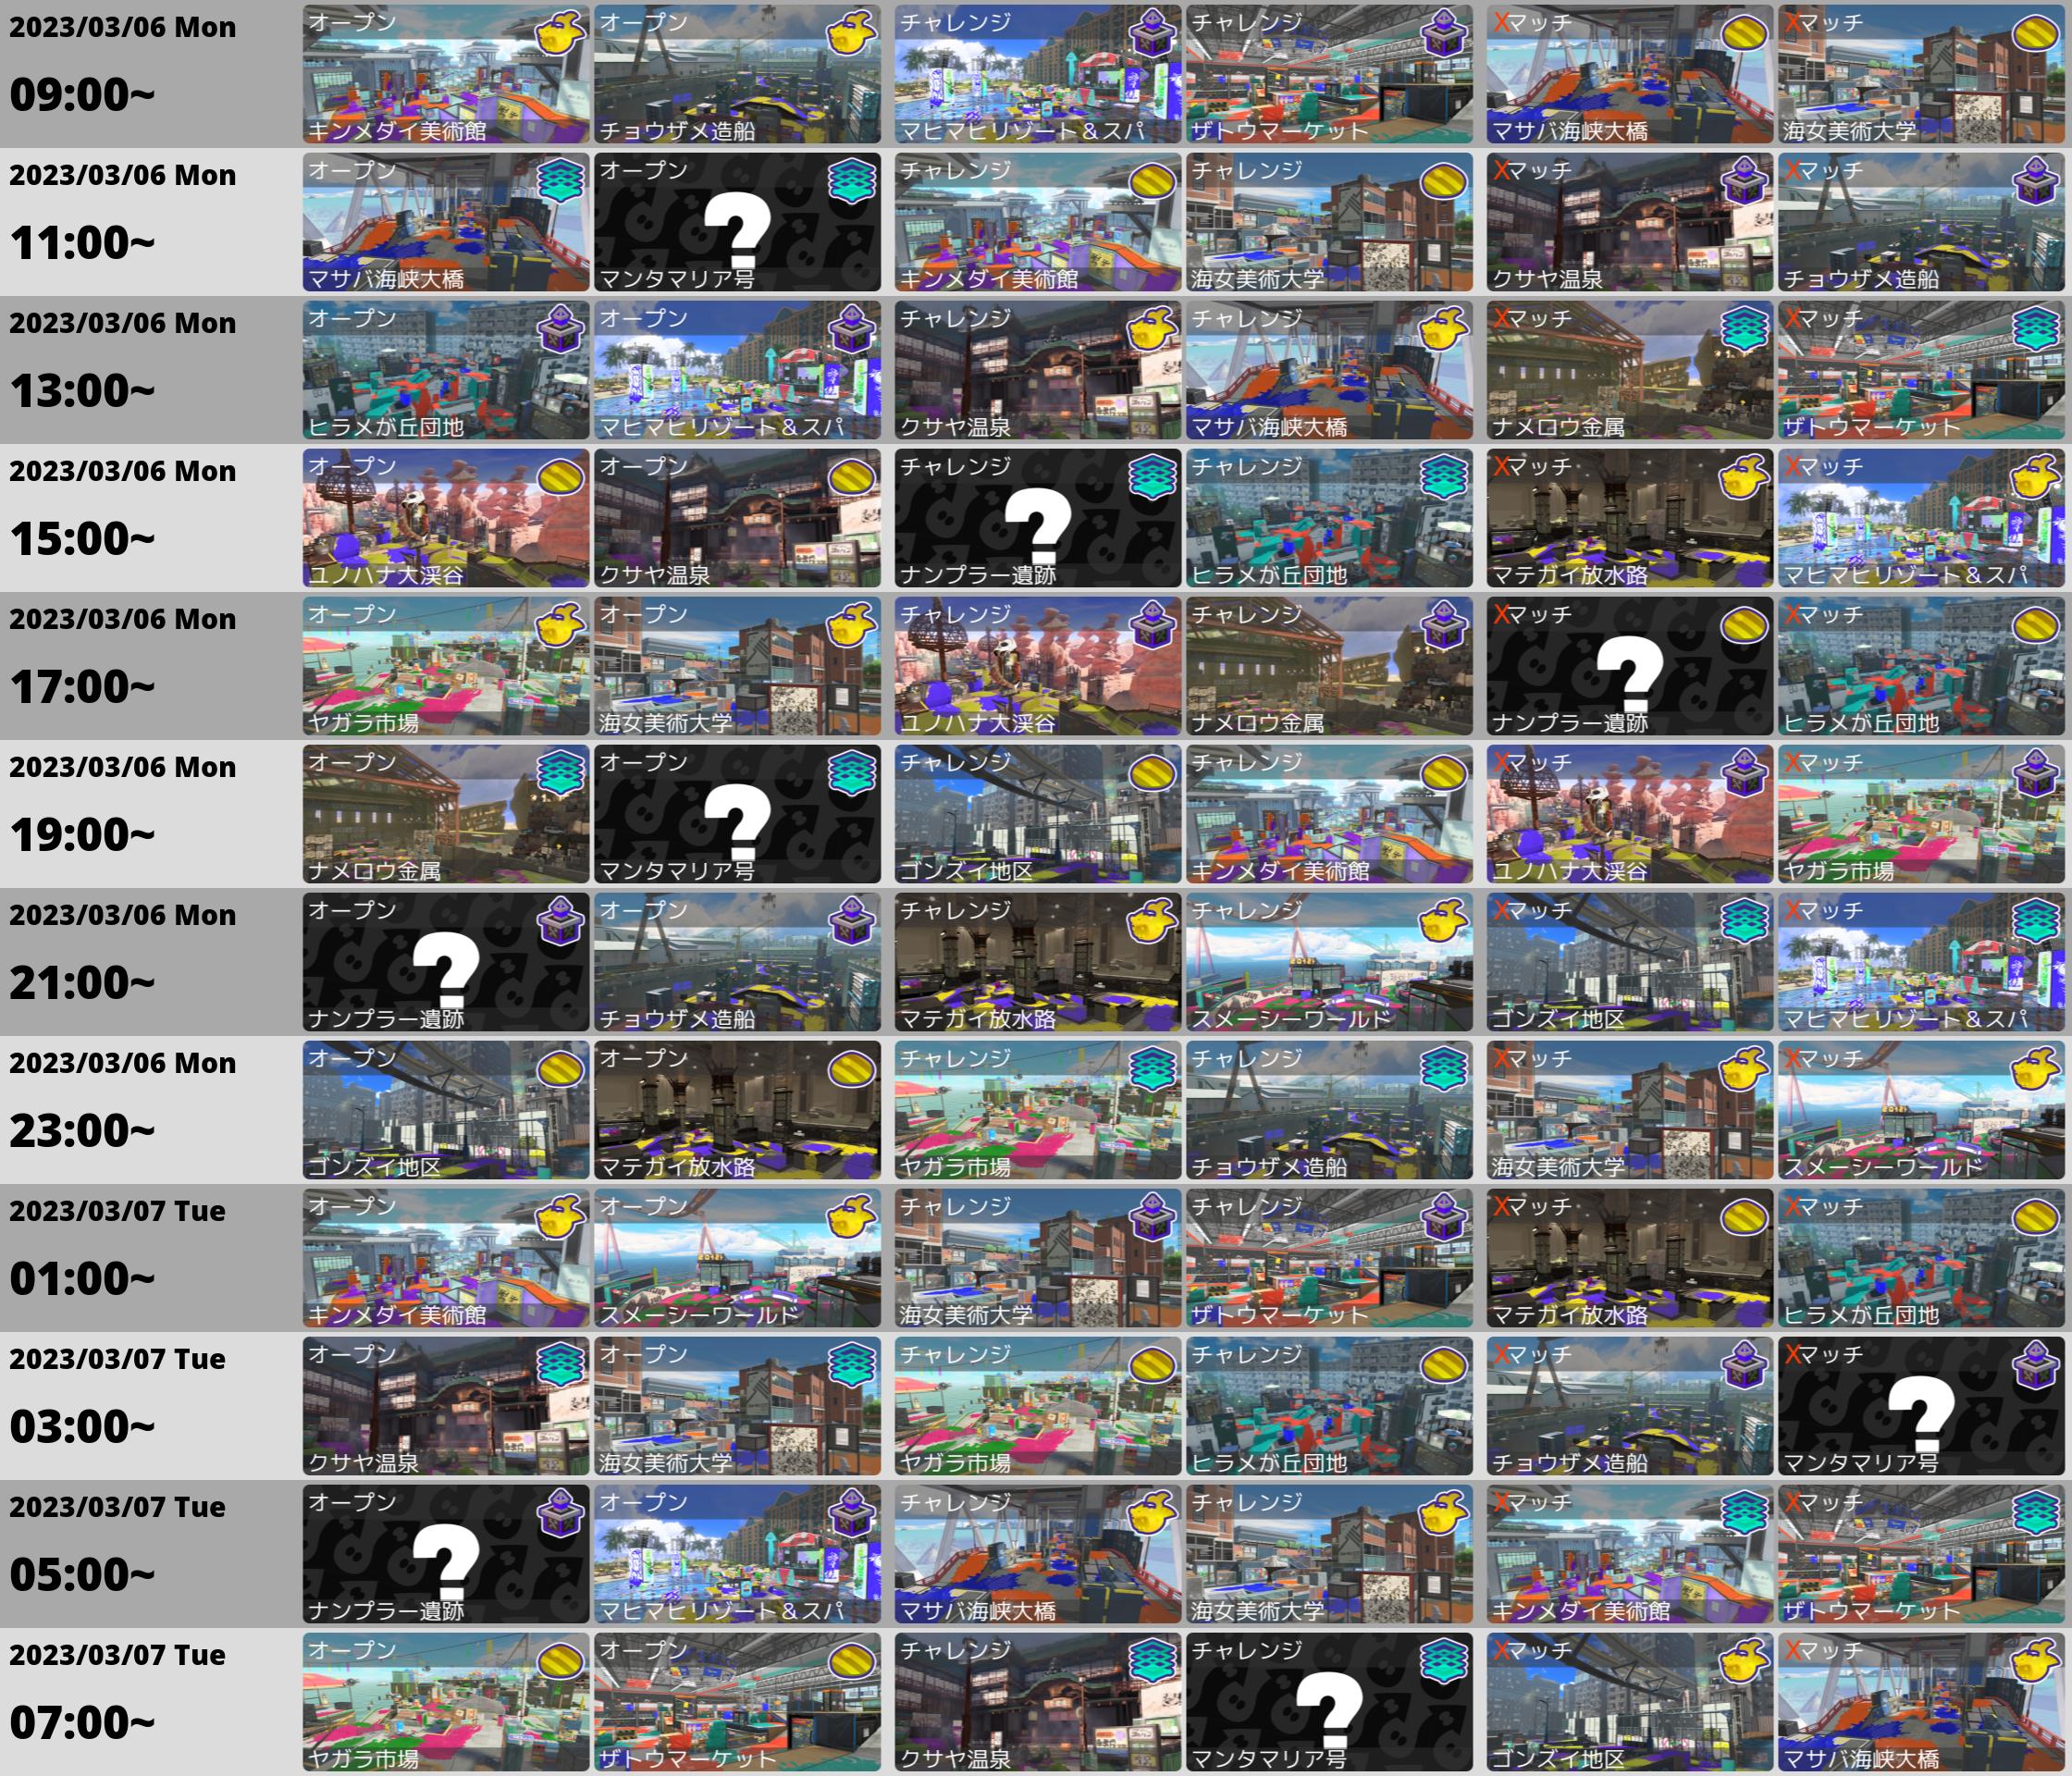 2023/03/06 Mon
09:00~
オープン
キンメダイ美術館
オープン
チョウザメ造船
チャレンジ
マヒマヒリゾート＆スパ
チャレンジ
ザトウマーケット
Xマッチ
マサバ海峡大橋
Xマッチ
海女美術大学
2023/03/06 Mon
11:00~
オープン
マサバ海峡大橋
オープン
?
マンタマリア号
チャレンジ
キンメダイ美術館
チャレンジ
海女美術大学
Xマッチ
クサヤ温泉
Xマッチ
チョウザメ造船
2023/03/06 Mon
13:00~
オープン
ヒラメが丘団地
オープン
マヒマヒリゾート＆スパ
チャレンジ
クサヤ温泉
チャレンジ
マサバ海峡大橋
Xマッチ
ナメロウ金属
Xマッチ
ザトウマーケット
2023/03/06 Mon
15:00~
オープン
ユノハナ大渓谷
オープン
クサヤ温泉
チャレンジ
?
ナンプラー遺跡
チャレンジ
ヒラメが丘団地
Xマッチ
マテガイ放水路
Xマッチ
マヒマヒリゾート＆スパ
2023/03/06 Mon
17:00~
オープン
ヤガラ市場
オープン
海女美術大学
チャレンジ
ユノハナ大渓谷
チャレンジ
ナメロウ金属
Xマッチ
?
ナンプラー遺跡
Xマッチ
ヒラメが丘団地
2023/03/06 Mon
19:00~
オープン
ナメロウ金属
オープン
?
マンタマリア号
チャレンジ
ゴンズイ地区
チャレンジ
キンメダイ美術館
Xマッチ
ユノハナ大渓谷
Xマッチ
ヤガラ市場
2023/03/06 Mon
21:00~
オープン
?
ナンプラー遺跡
オープン
チョウザメ造船
チャレンジ
マテガイ放水路
チャレンジ
スメーシーワールド
Xマッチ
ゴンズイ地区
Xマッチ
マヒマヒリゾート＆スパ
2023/03/06 Mon
23:00~
オープン
ゴンズイ地区
オープン
マテガイ放水路
チャレンジ
ヤガラ市場
チャレンジ
チョウザメ造船
Xマッチ
海女美術大学
Xマッチ
スメーシーワールド
2023/03/07 Tue
01:00~
オープン
キンメダイ美術館
オープン
スメーシーワールド
チャレンジ
海女美術大学
チャレンジ
ザトウマーケット
Xマッチ
マテガイ放水路
Xマッチ
ヒラメが丘団地
2023/03/07 Tue
03:00~
オープン
クサヤ温泉
オープン
海女美術大学
チャレンジ
ヤガラ市場
チャレンジ
ヒラメが丘団地
Xマッチ
チョウザメ造船
Xマッチ
?
マンタマリア号
2023/03/07 Tue
05:00~
オープン
?
ナンプラー遺跡
オープン
マヒマヒリゾート＆スパ
チャレンジ
マサバ海峡大橋
チャレンジ
海女美術大学
Xマッチ
キンメダイ美術館
Xマッチ
ザトウマーケット
2023/03/07 Tue
07:00~
オープン
ヤガラ市場
オープン
ザトウマーケット
チャレンジ
クサヤ温泉
チャレンジ
?
マンタマリア号
Xマッチ
ゴンズイ地区
Xマッチ
マサバ海峡大橋